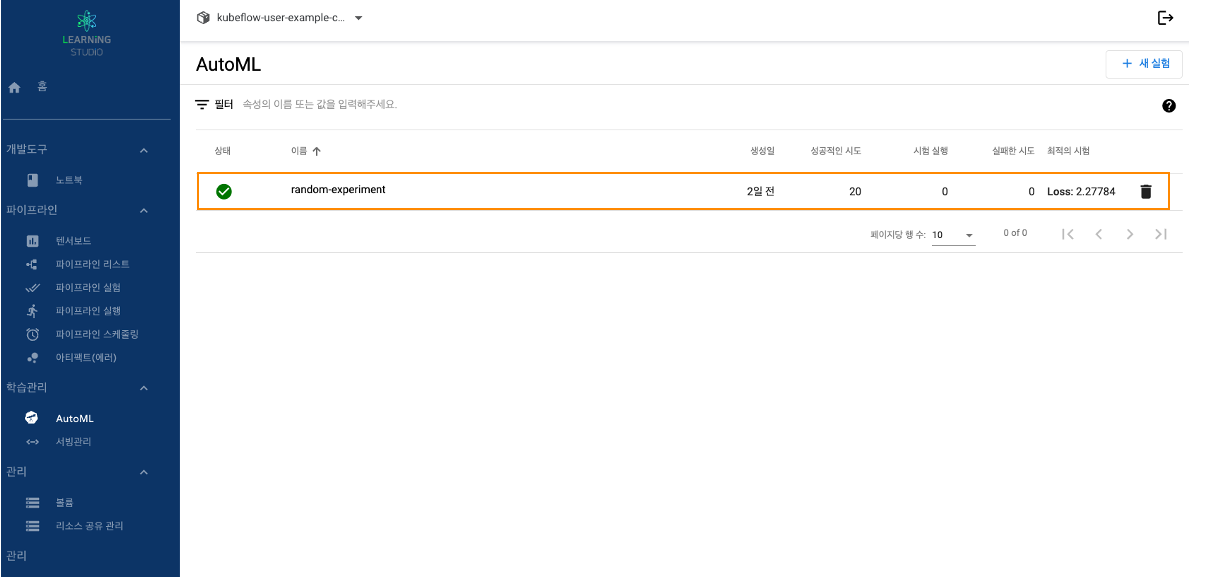 LEARNING
STUDIO
홈
개발도구
노트북
파이프라인
텐서보드
파이프라인 리스트
파이프라인 실험
파이프라인 실행
파이프라인 스케줄링
아티팩트(에러)
학습관리
AutoML
서빙관리
관리
볼륨
리소스 공유 관리
관리
kubeflow-user-example-c...
AutoML
새 실험
필터 속성의 이름 또는 값을 입력해주세요.
상태 이름 생성일 성공적인 시도 시험 실행 실패한 시도 최적의 시험
random-experiment 2일 전 20 0 0 Loss: 2.27784
페이지당 행 수: 10 0 of 0